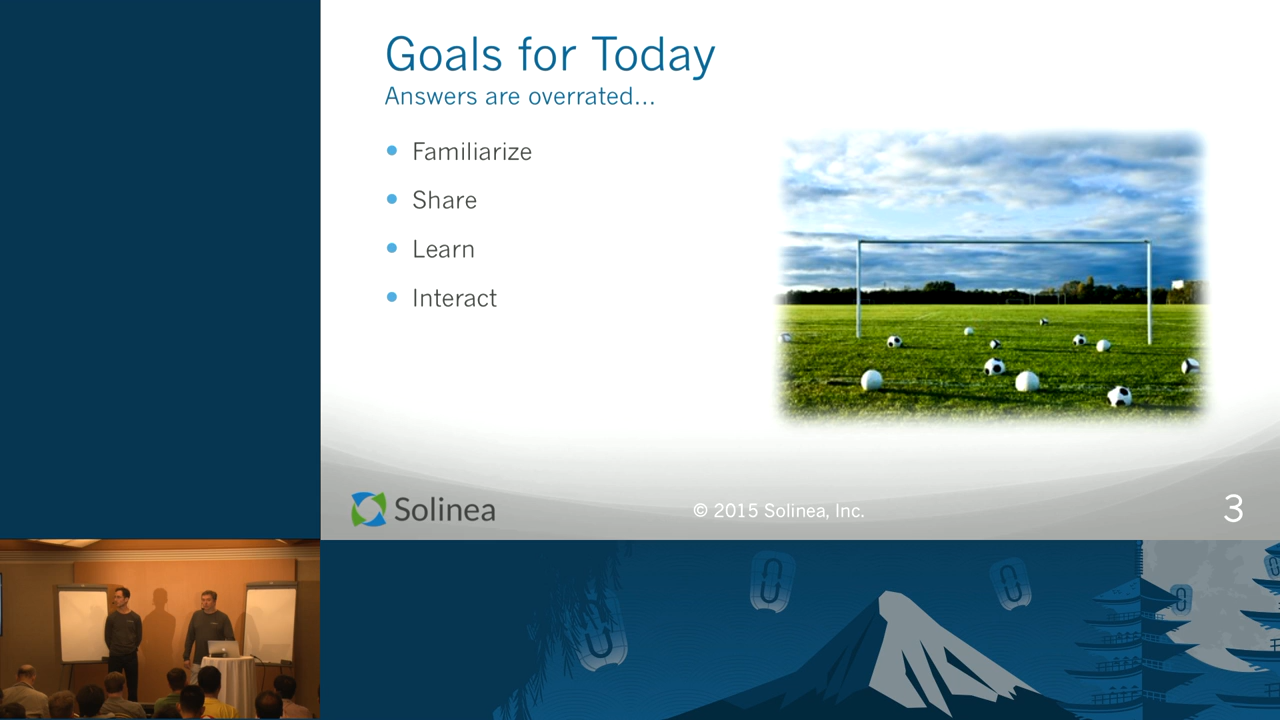 Goals for Today
Answers are overrated...
• Familiarize
• Share
• Learn
• Interact
Solinea
© 2015 Solinea, Inc.
3